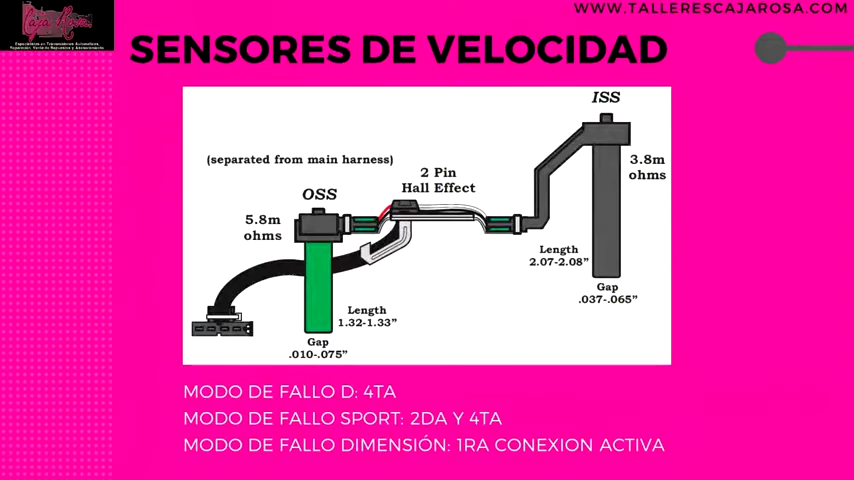 WWW.TALLERESCAJAROSA.COM
Caja Rosa
SENSORES DE VELOCIDAD
ISS
(separated from main harness)
2 Pin
Hall Effect
3.8m
ohms
OSS
5.8m
ohms
Length
2.07-2.08”
Gap
.037-.065”
Length
1.32-1.33”
Gap
.010-.075”
MODO DE FALLO D: 4TA
MODO DE FALLO SPORT: 2DA Y 4TA
MODO DE FALLO DIMENSIÓN: 1RA CONEXION ACTIVA